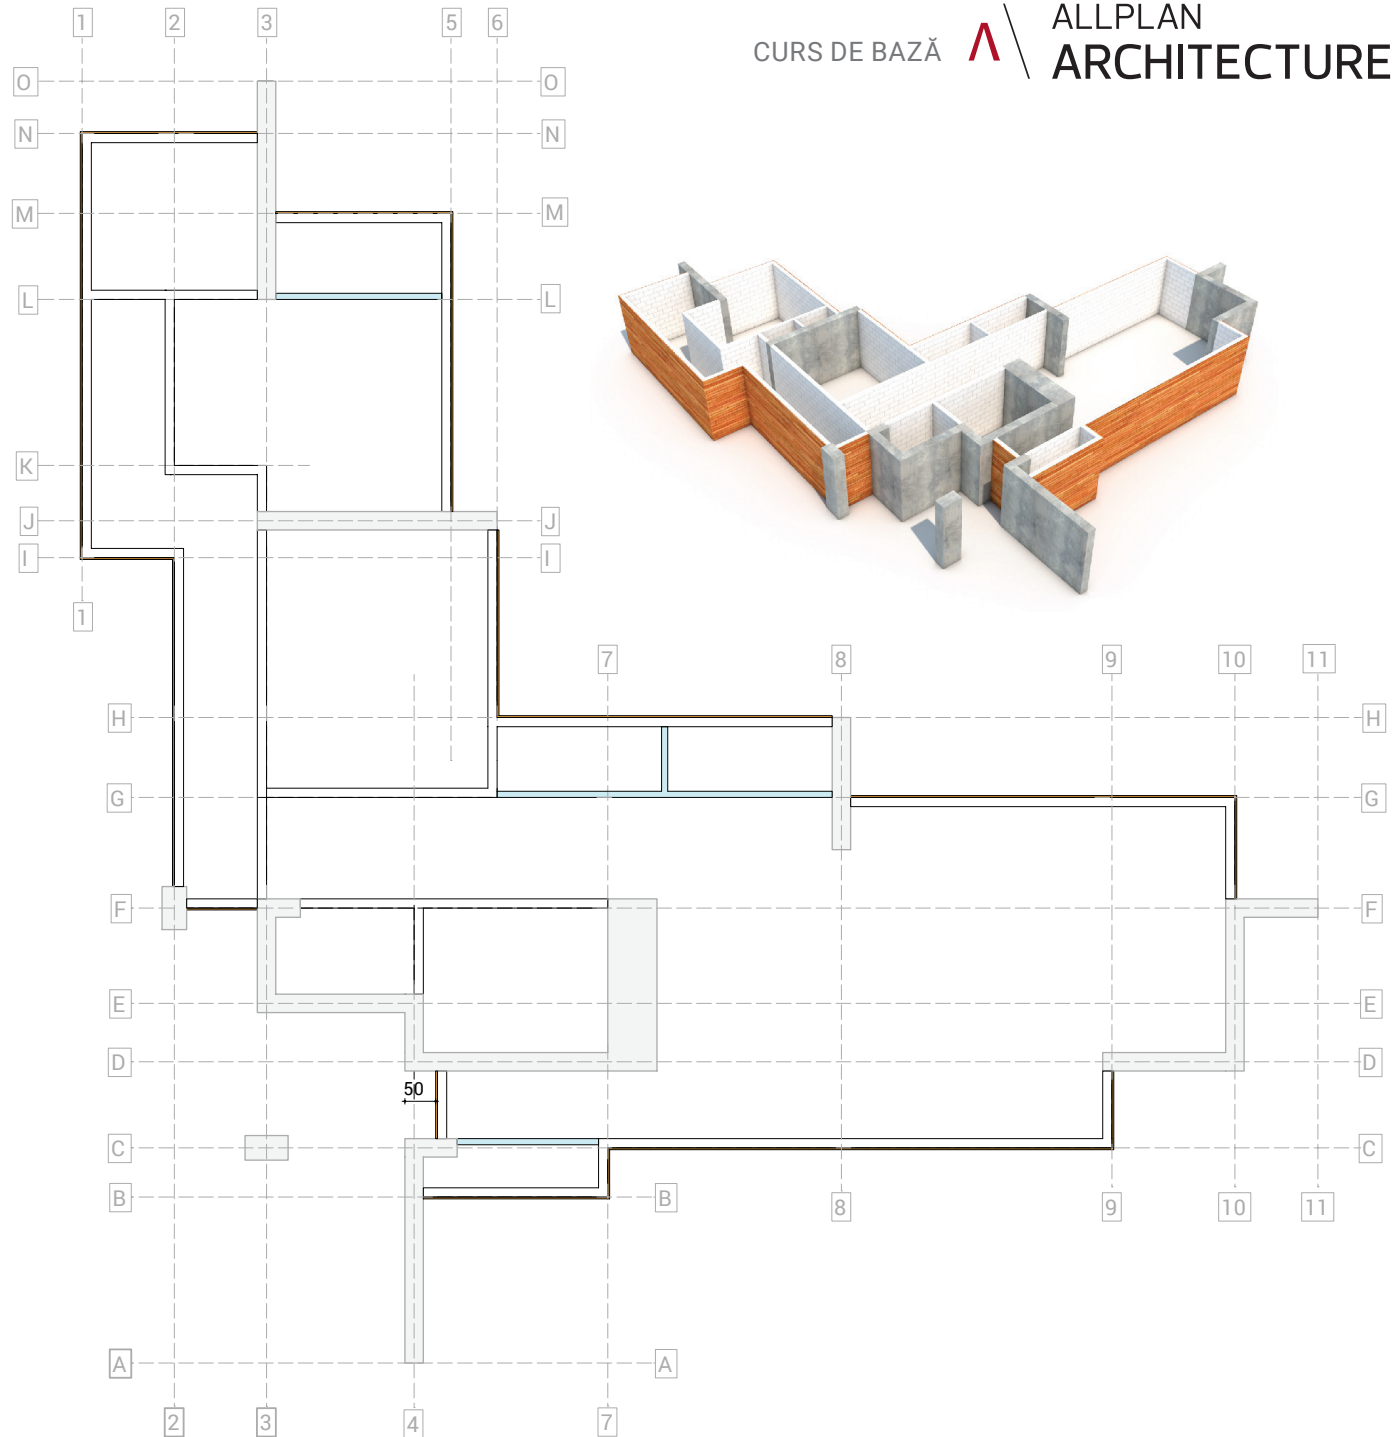 CURS DE BAZĂ
ALLPLAN
ARCHITECTURE
1 2 3 5 6
O O
N N
M M
L L
K
J J
I I
1
7 8 9 10 11
H H
G G
F F
E E
D D
50
C C
B B
8 9 10 11
A A
2 3 4 7